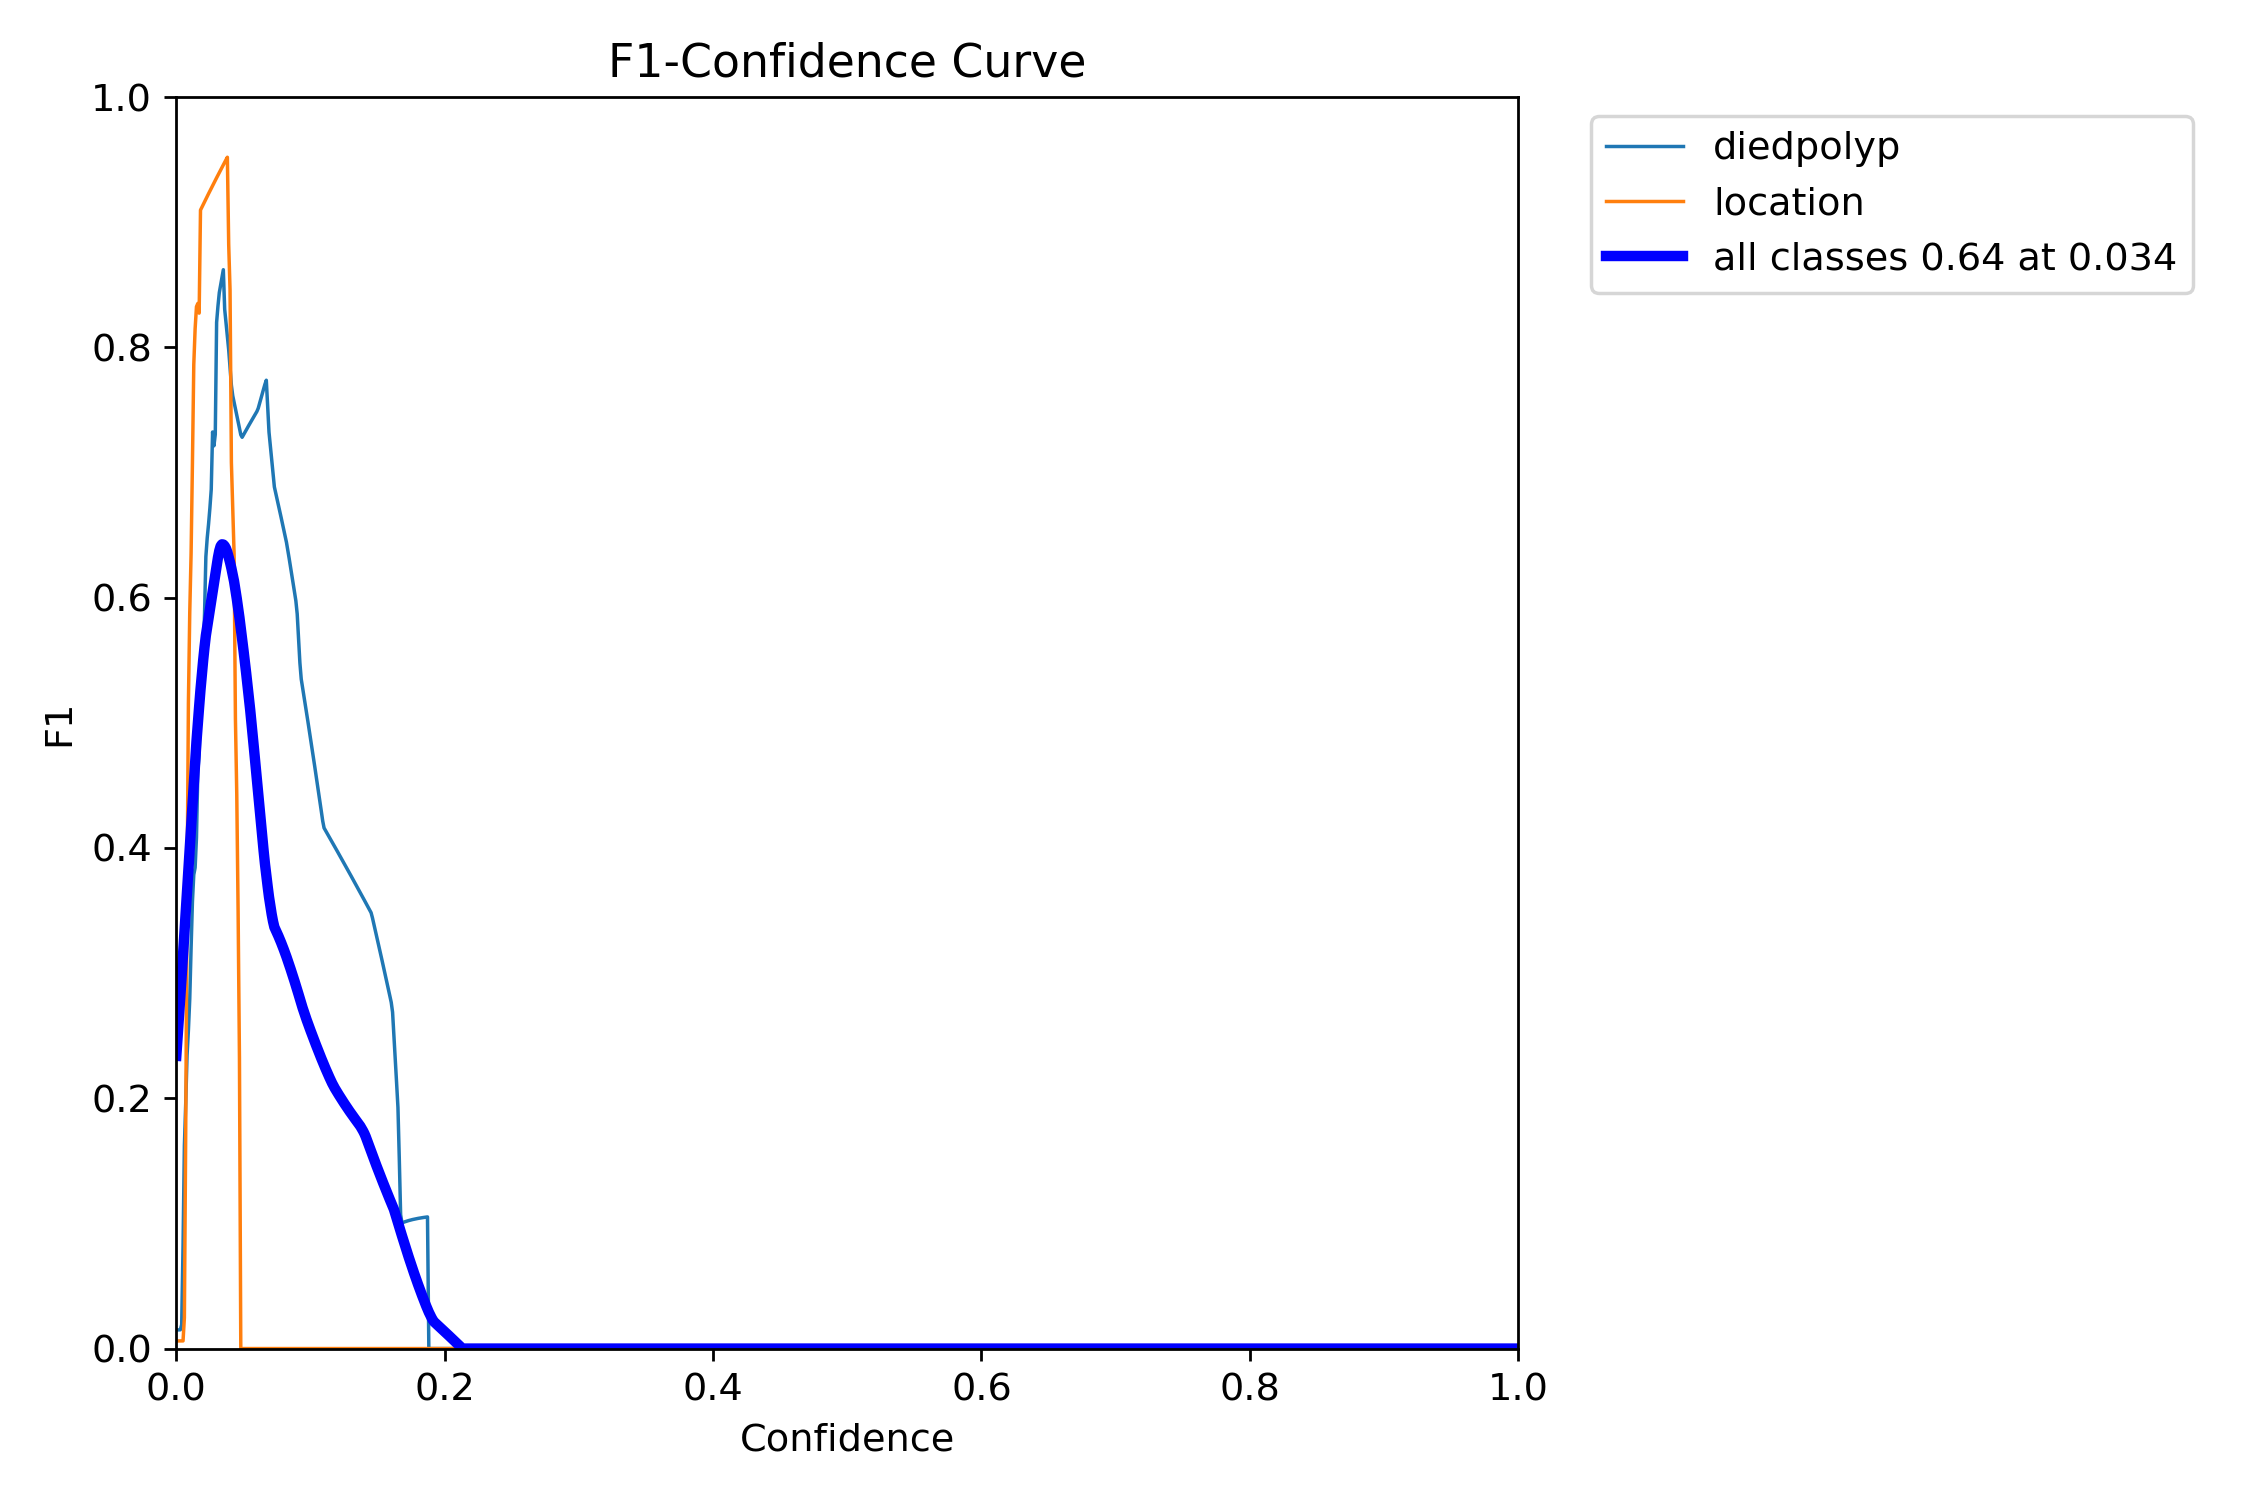 F1-Confidence Curve
1.0
0.8
0.6
0.4
0.2
0.0
F1
0.0 0.2 0.4 0.6 0.8 1.0
Confidence
diedpolyp
location
all classes 0.64 at 0.034